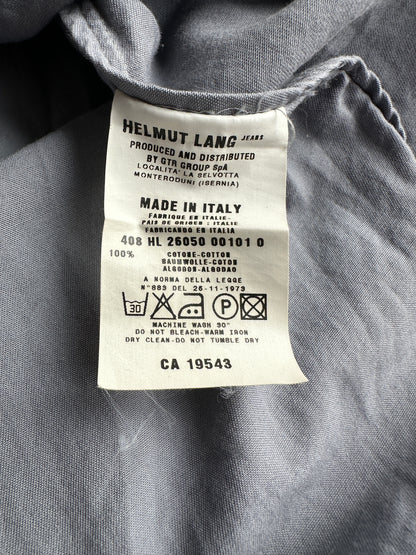 HELMUT LANG JEANS
PRODUCED AND DISTRIBUTED
BY GTR GROUP SpA
LOCALITA' LA SELVOTTA
MONTERODUNI (ISERNIA)
MADE IN ITALY
FABRIQUE EN ITALIE-
PAIS DE ORIGEN: ITALIA
FABRICANDO EN ITALIA
408 HL 26050 00101 0
100% COTONE-COTTON
BAUMWOLLE-COTON
ALGODON-ALGODAO
A NORMA DELLA LEGGE
N°883 DEL 26-11-1973
30 P
MACHINE WASH 30°
DO NOT BLEACH-WARM IRON
DRY CLEAN-DO NOT TUMBLE DRY
CA 19543